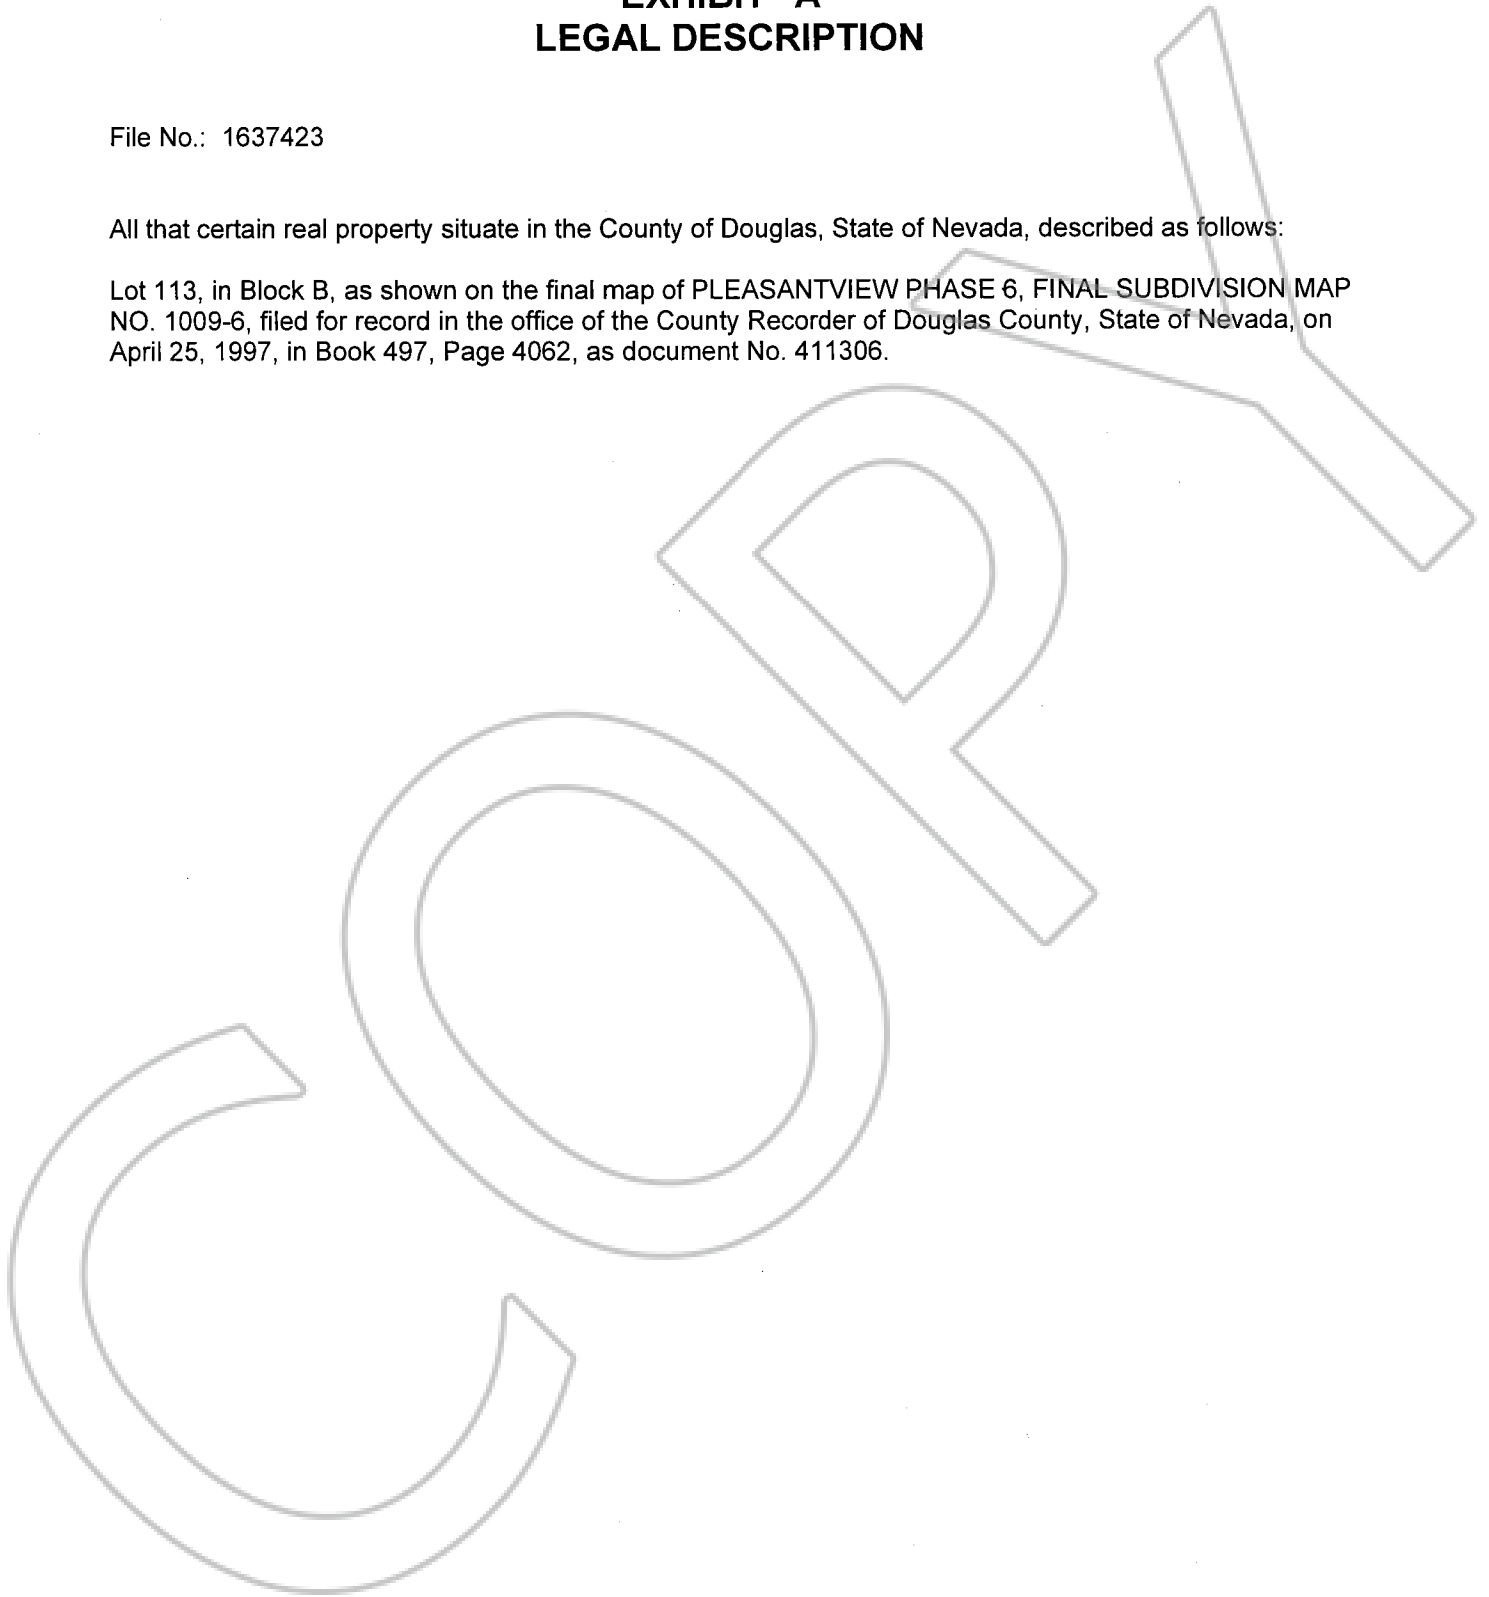 EXHIBIT "A"
LEGAL DESCRIPTION
File No.: 1637423
All that certain real property situate in the County of Douglas, State of Nevada, described as follows:
Lot 113, in Block B, as shown on the final map of PLEASANTVIEW PHASE 6, FINAL SUBDIVISION MAP
NO. 1009-6, filed for record in the office of the County Recorder of Douglas County, State of Nevada, on
April 25, 1997, in Book 497, Page 4062, as document No. 411306.
COPY